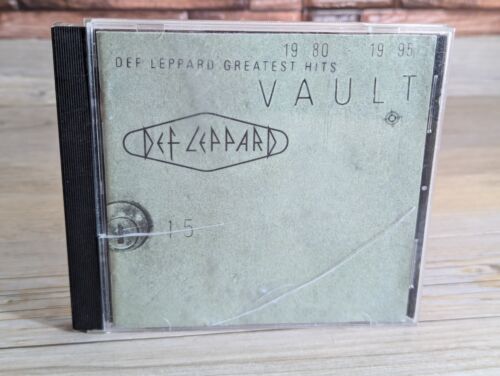 19 80 19 95
DEF LEPPARD GREATEST HITS
VAULT
DEF LEPPARD
15